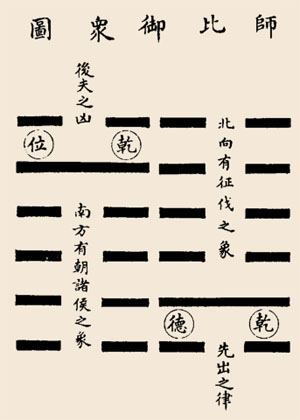 師比御衆圖
北向有征伐之象
乾德
先出之律
後夫之凶
乾位
南方有朝諸侯之象